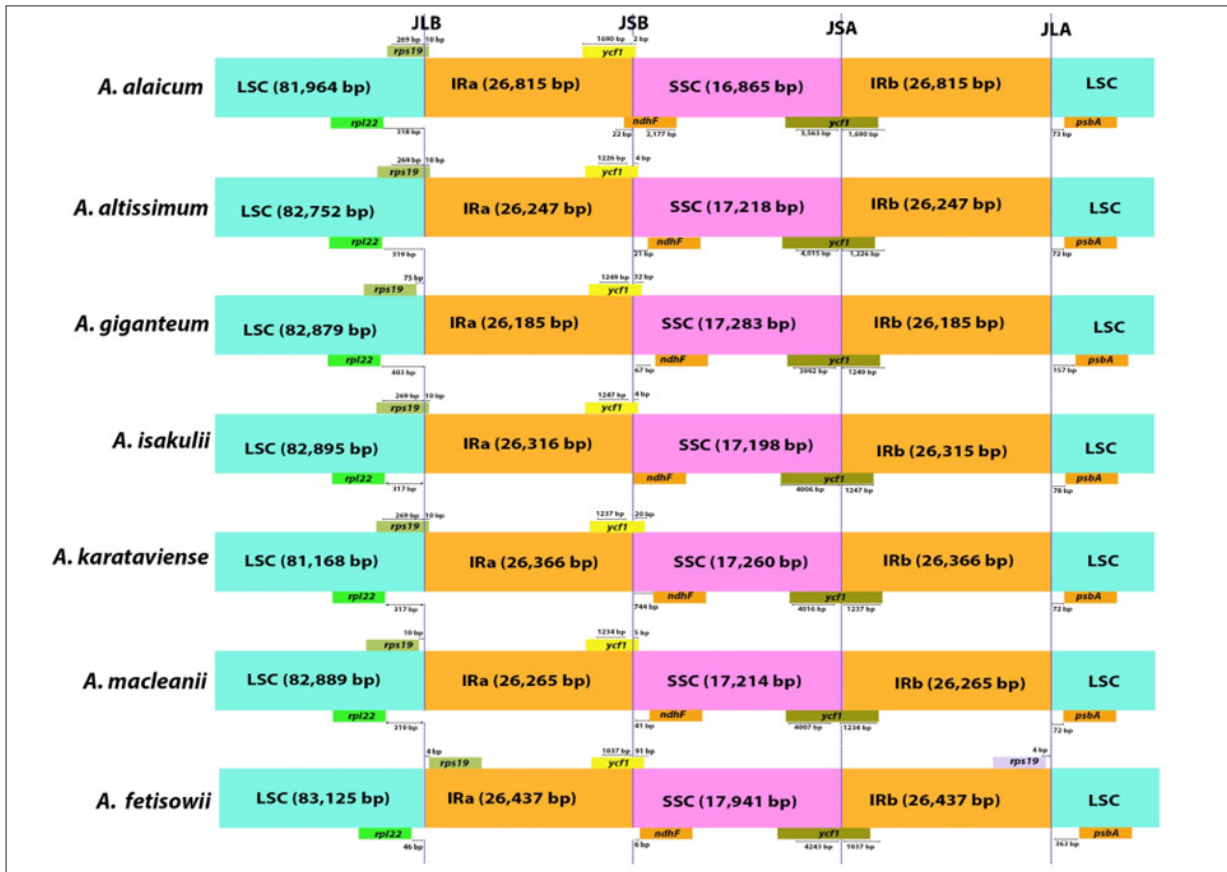 JLB JSB JSA JLA
269 bp 10 bp 1690 bp 2 bp
rps19 ycf1
A. alaicum LSC (81,964 bp) IRa (26,815 bp) SSC (16,865 bp) IRb (26,815 bp) LSC
rpl22 ndhF ycf1 psbA
318 bp 22 bp 2,177 bp 3,563 bp 1,690 bp 73 bp
269 bp 10 bp 1226 bp 4 bp
rps19 ycf1
A. altissimum LSC (82,752 bp) IRa (26,247 bp) SSC (17,218 bp) IRb (26,247 bp) LSC
rpl22 ndhF ycf1 psbA
319 bp 21 bp 4,015 bp 1,226 bp 72 bp
75 bp 1249 bp 32 bp
rps19 ycf1
A. giganteum LSC (82,879 bp) IRa (26,185 bp) SSC (17,283 bp) IRb (26,185 bp) LSC
rpl22 ndhF ycf1 psbA
403 bp 67 bp 3992 bp 1249 bp 157 bp
269 bp 10 bp 1247 bp 4 bp
rps19 ycf1
A. isakulii LSC (82,895 bp) IRa (26,316 bp) SSC (17,198 bp) IRb (26,315 bp) LSC
rpl22 ndhF ycf1 psbA
317 bp 4006 bp 1247 bp 78 bp
269 bp 10 bp 1237 bp 20 bp
rps19 ycf1
A. karataviense LSC (81,168 bp) IRa (26,366 bp) SSC (17,260 bp) IRb (26,366 bp) LSC
rpl22 ndhF ycf1 psbA
317 bp 744 bp 4016 bp 1237 bp 72 bp
10 bp 1234 bp 5 bp
rps19 ycf1
A. macleanii LSC (82,889 bp) IRa (26,265 bp) SSC (17,214 bp) IRb (26,265 bp) LSC
rpl22 ndhF ycf1 psbA
319 bp 41 bp 4007 bp 1234 bp 72 bp
4 bp 1037 bp 91 bp 4 bp
rps19 ycf1 rps19
A. fetisowii LSC (83,125 bp) IRa (26,437 bp) SSC (17,941 bp) IRb (26,437 bp) LSC
rpl22 ndhF ycf1 psbA
46 bp 6 bp 4243 bp 1037 bp 363 bp